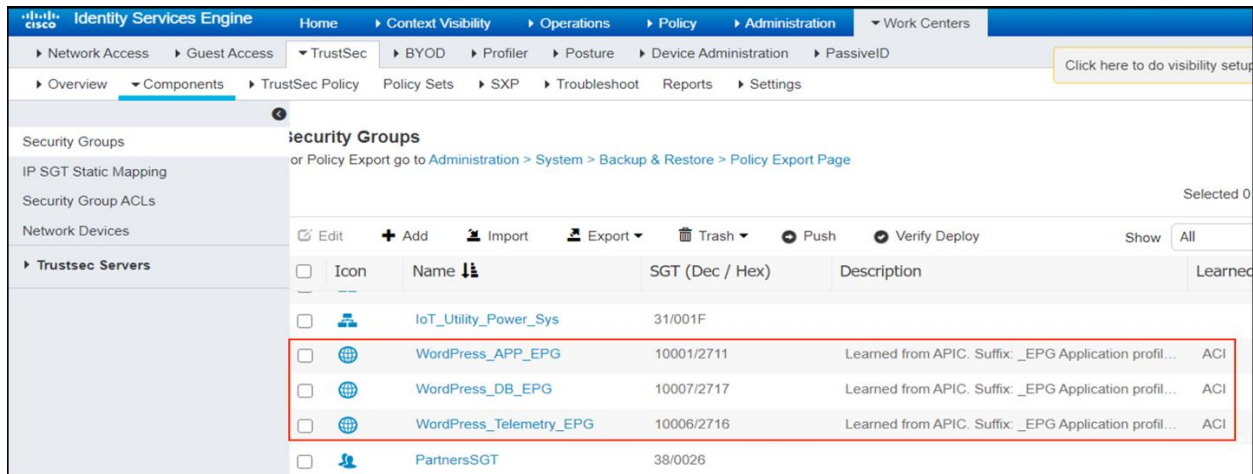 cisco Identity Services Engine Home Context Visibility Operations Policy Administration Work Centers
Network Access Guest Access TrustSec BYOD Profiler Posture Device Administration PassiveID
Click here to do visibility setup
Overview Components TrustSec Policy Policy Sets SXP Troubleshoot Reports Settings
Security Groups
IP SGT Static Mapping
Security Group ACLs
Network Devices
Trustsec Servers
Security Groups
or Policy Export go to Administration > System > Backup & Restore > Policy Export Page
Selected 0
Edit Add Import Export Trash Push Verify Deploy Show All
Icon Name SGT (Dec / Hex) Description Learned
IoT_Utility_Power_Sys 31/001F
WordPress_APP_EPG 10001/2711 Learned from APIC. Suffix: _EPG Application profil... ACI
WordPress_DB_EPG 10007/2717 Learned from APIC. Suffix: _EPG Application profil... ACI
WordPress_Telemetry_EPG 10006/2716 Learned from APIC. Suffix: _EPG Application profil... ACI
PartnersSGT 38/0026